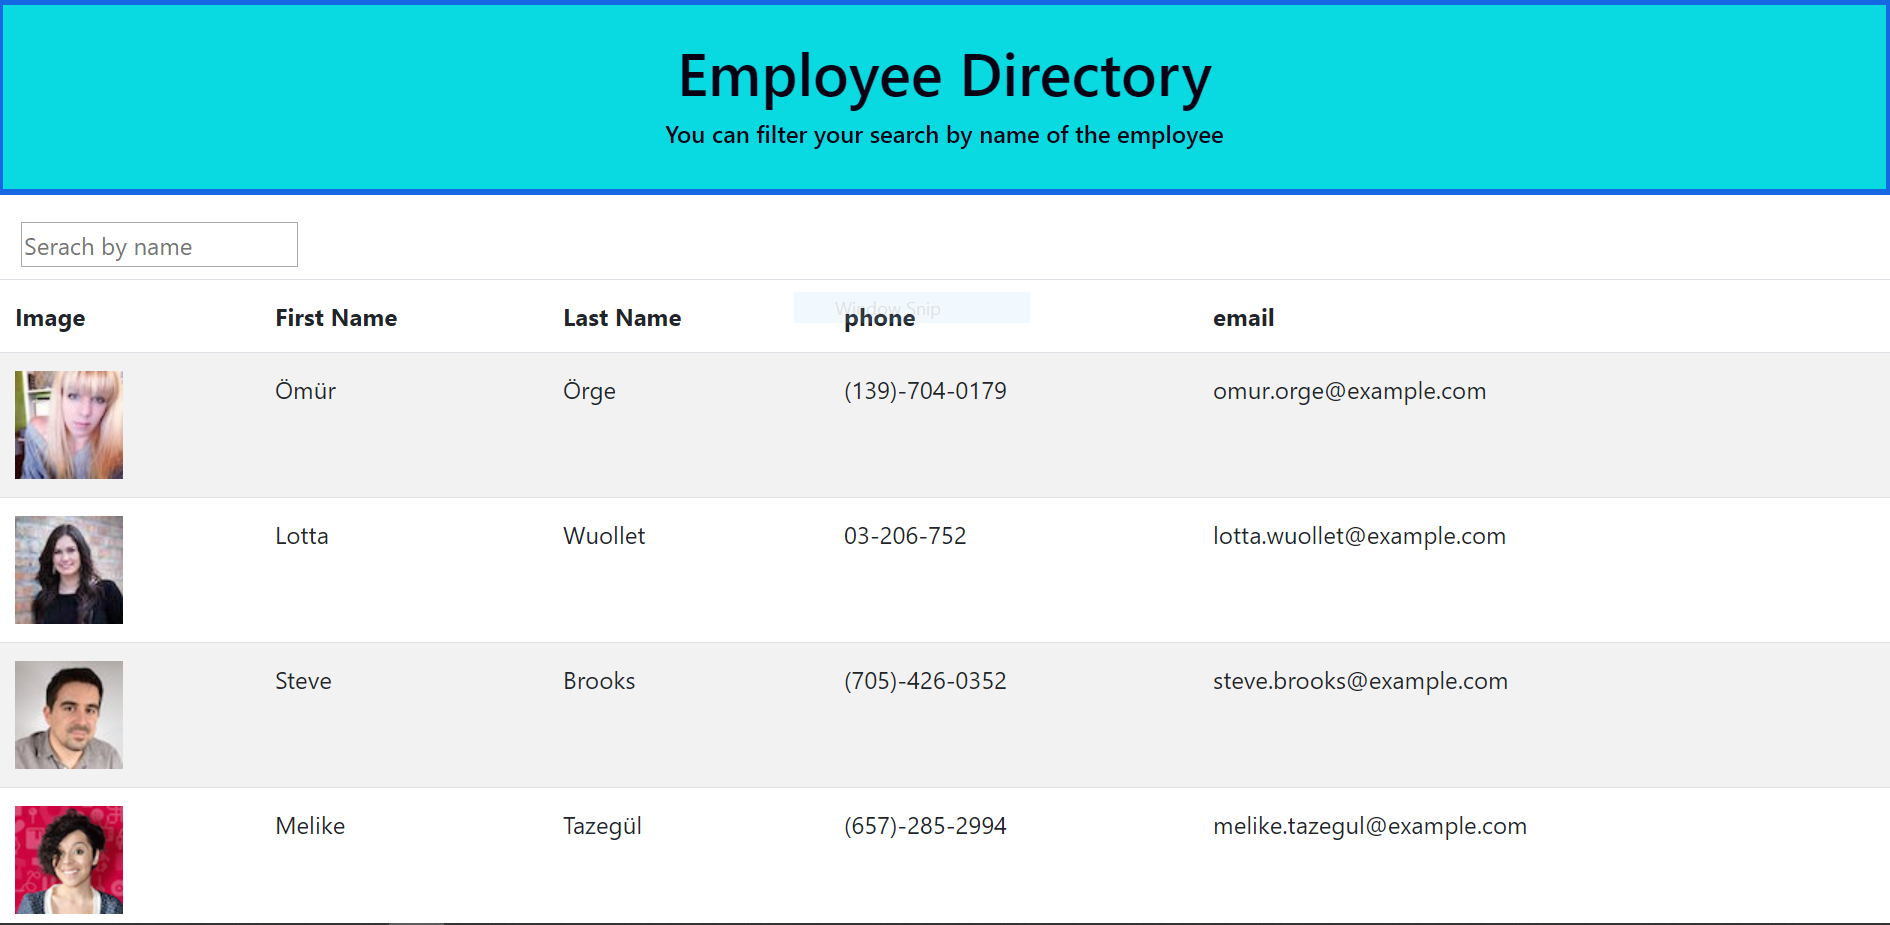 Employee Directory
You can filter your search by name of the employee
Serach by name
Window Snip
Image First Name Last Name phone email
Ömür Örge (139)-704-0179 omur.orge@example.com
Lotta Wuollet 03-206-752 lotta.wuollet@example.com
Steve Brooks (705)-426-0352 steve.brooks@example.com
Melike Tazegül (657)-285-2994 melike.tazegul@example.com